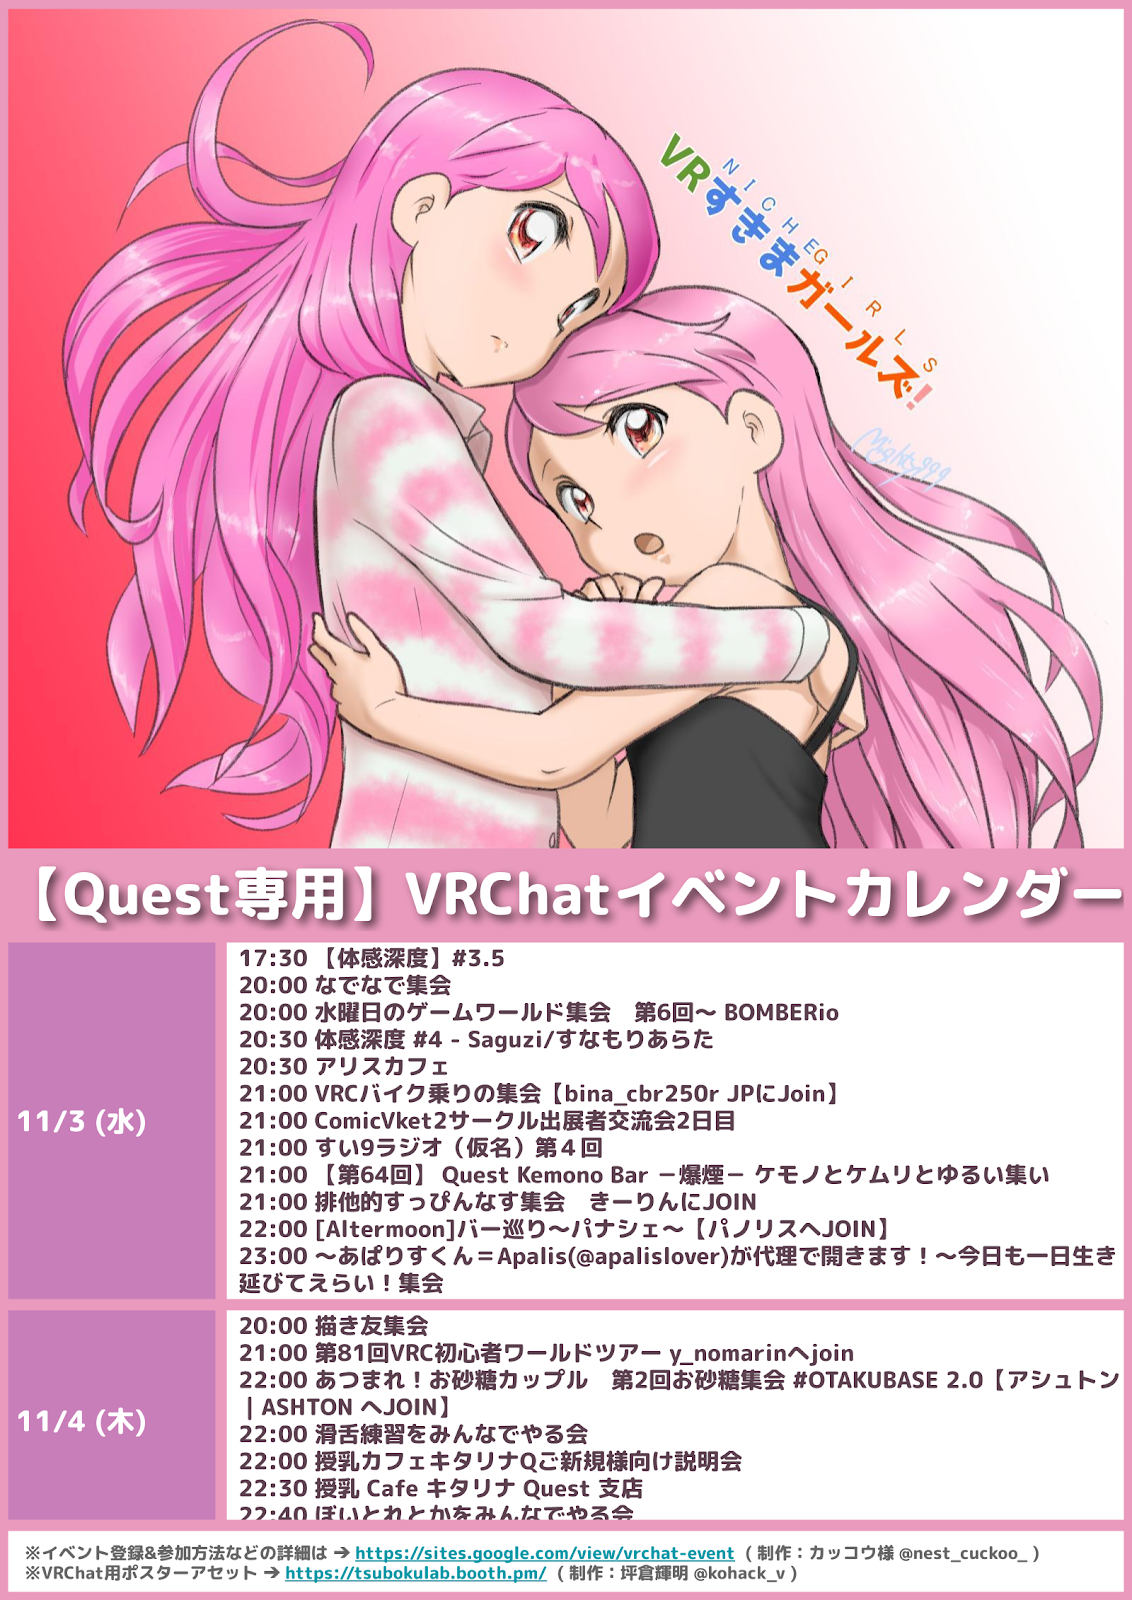 NICHE GIRLS
VRすきまガールズ!
Mighty999
【Quest専用】VRChatイベントカレンダー
11/3 (水)
17:30 【体感深度】#3.5
20:00 なでなで集会
20:00 水曜日のゲームワールド集会　第6回～ BOMBERio
20:30 体感深度 #4 - Saguzi/すなもりあらた
20:30 アリスカフェ
21:00 VRCバイク乗りの集会【bina_cbr250r JPにJoin】
21:00 ComicVket2サークル出展者交流会2日目
21:00 すい9ラジオ（仮名）第４回
21:00 【第64回】 Quest Kemono Bar －爆煙－ ケモノとケムリとゆるい集い
21:00 排他的すっぴんなす集会　きーりんにJOIN
22:00 [Altermoon]バー巡り～パナシェ～【パノリスへJOIN】
23:00 ～あぱりすくん＝Apalis(@apalislover)が代理で開きます！～今日も一日生き
延びてえらい！集会
11/4 (木)
20:00 描き友集会
21:00 第81回VRC初心者ワールドツアー y_nomarinへjoin
22:00 あつまれ！お砂糖カップル　第2回お砂糖集会 #OTAKUBASE 2.0【アシュトン
| ASHTON へJOIN】
22:00 滑舌練習をみんなでやる会
22:00 授乳カフェキタリナQご新規様向け説明会
22:30 授乳 Cafe キタリナ Quest 支店
22:40 ぼいとれとかをみんなでやる会
※イベント登録&参加方法などの詳細は ➔ https://sites.google.com/view/vrchat-event （ 制作：カッコウ様 @nest_cuckoo_ ）
※VRChat用ポスターアセット ➔ https://tsubokulab.booth.pm/ （ 制作：坪倉輝明 @kohack_v ）